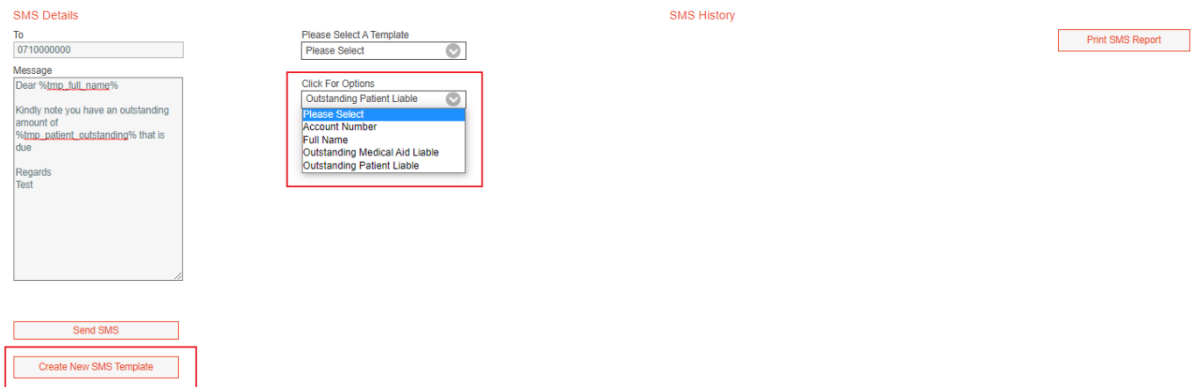 SMS Details
To
0710000000
Message
Dear %tmp_full_name%
Kindly note you have an outstanding
amount of
%tmp_patient_outstanding% that is
due
Regards
Test
Send SMS
Create New SMS Template
Please Select A Template
Please Select
Click For Options
Outstanding Patient Liable
Please Select
Account Number
Full Name
Outstanding Medical Aid Liable
Outstanding Patient Liable
SMS History
Print SMS Report